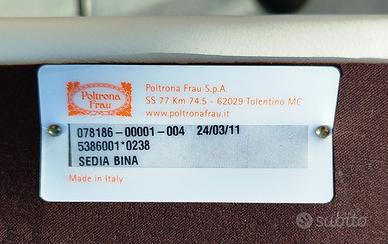 Poltrona
Frau
Poltrona Frau S.p.A.
SS 77 Km 74.5 - 62029 Tolentino MC
www.poltronafrau.it
078186-00001-004 24/03/11
5386001*0238
SEDIA BINA
Made in Italy
subito